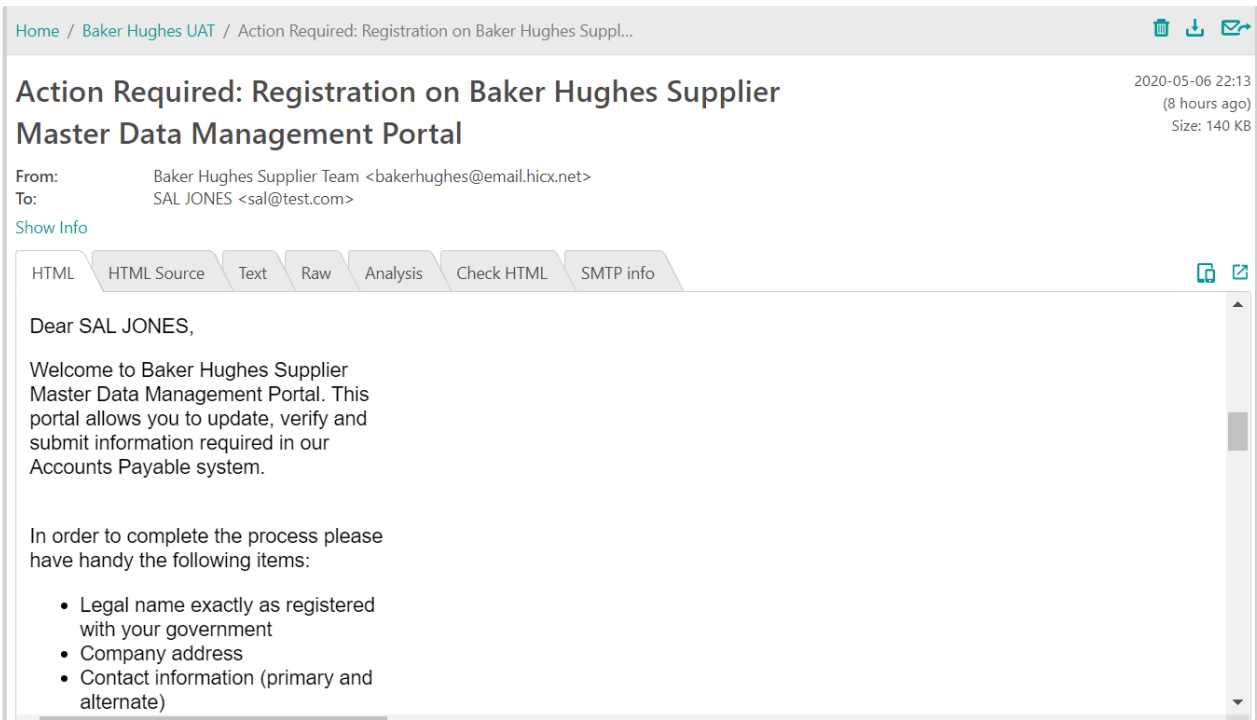 Home / Baker Hughes UAT / Action Required: Registration on Baker Hughes Suppl...
Action Required: Registration on Baker Hughes Supplier
Master Data Management Portal
2020-05-06 22:13
(8 hours ago)
Size: 140 KB
From: Baker Hughes Supplier Team <bakerhughes@email.hicx.net>
To: SAL JONES <sal@test.com>
Show Info
HTML HTML Source Text Raw Analysis Check HTML SMTP info
Dear SAL JONES,
Welcome to Baker Hughes Supplier
Master Data Management Portal. This
portal allows you to update, verify and
submit information required in our
Accounts Payable system.
In order to complete the process please
have handy the following items:
• Legal name exactly as registered
with your government
• Company address
• Contact information (primary and
alternate)